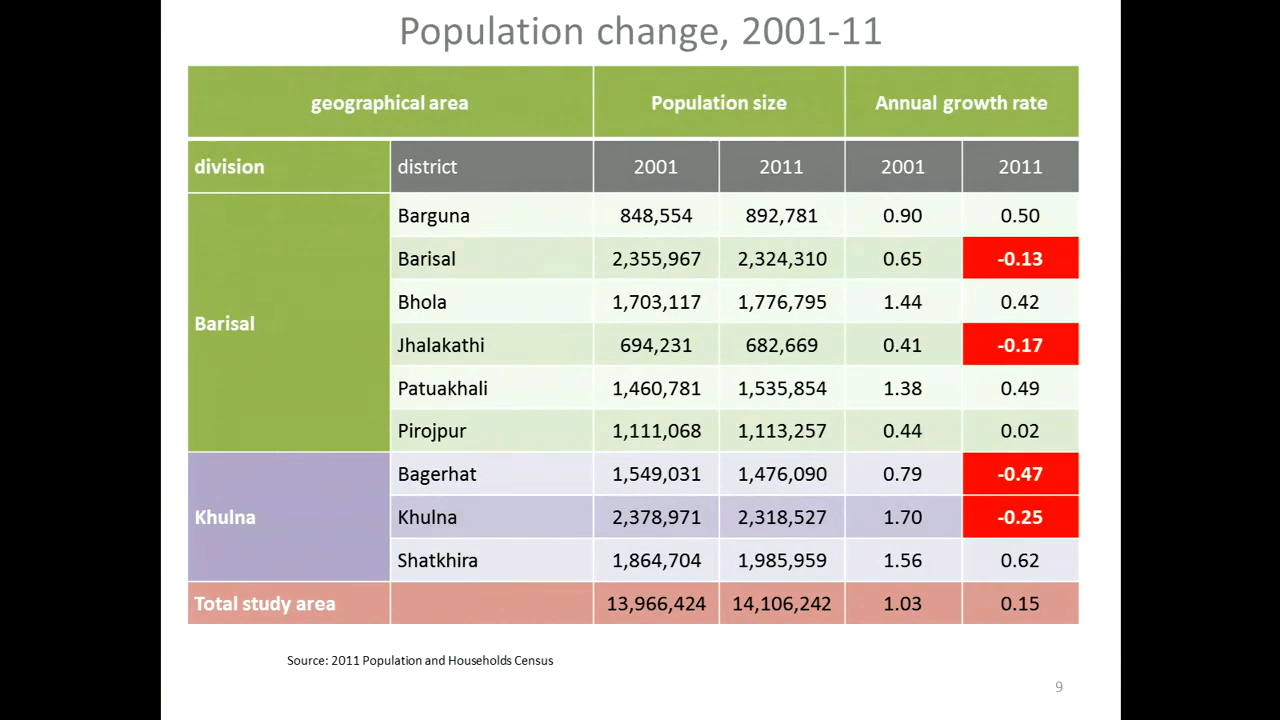 Population change, 2001-11
geographical area Population size Annual growth rate
division district 2001 2011 2001 2011
Barisal
Barguna 848,554 892,781 0.90 0.50
Barisal 2,355,967 2,324,310 0.65 -0.13
Bhola 1,703,117 1,776,795 1.44 0.42
Jhalakathi 694,231 682,669 0.41 -0.17
Patuakhali 1,460,781 1,535,854 1.38 0.49
Pirojpur 1,111,068 1,113,257 0.44 0.02
Khulna
Bagerhat 1,549,031 1,476,090 0.79 -0.47
Khulna 2,378,971 2,318,527 1.70 -0.25
Shatkhira 1,864,704 1,985,959 1.56 0.62
Total study area 13,966,424 14,106,242 1.03 0.15
Source: 2011 Population and Households Census
9